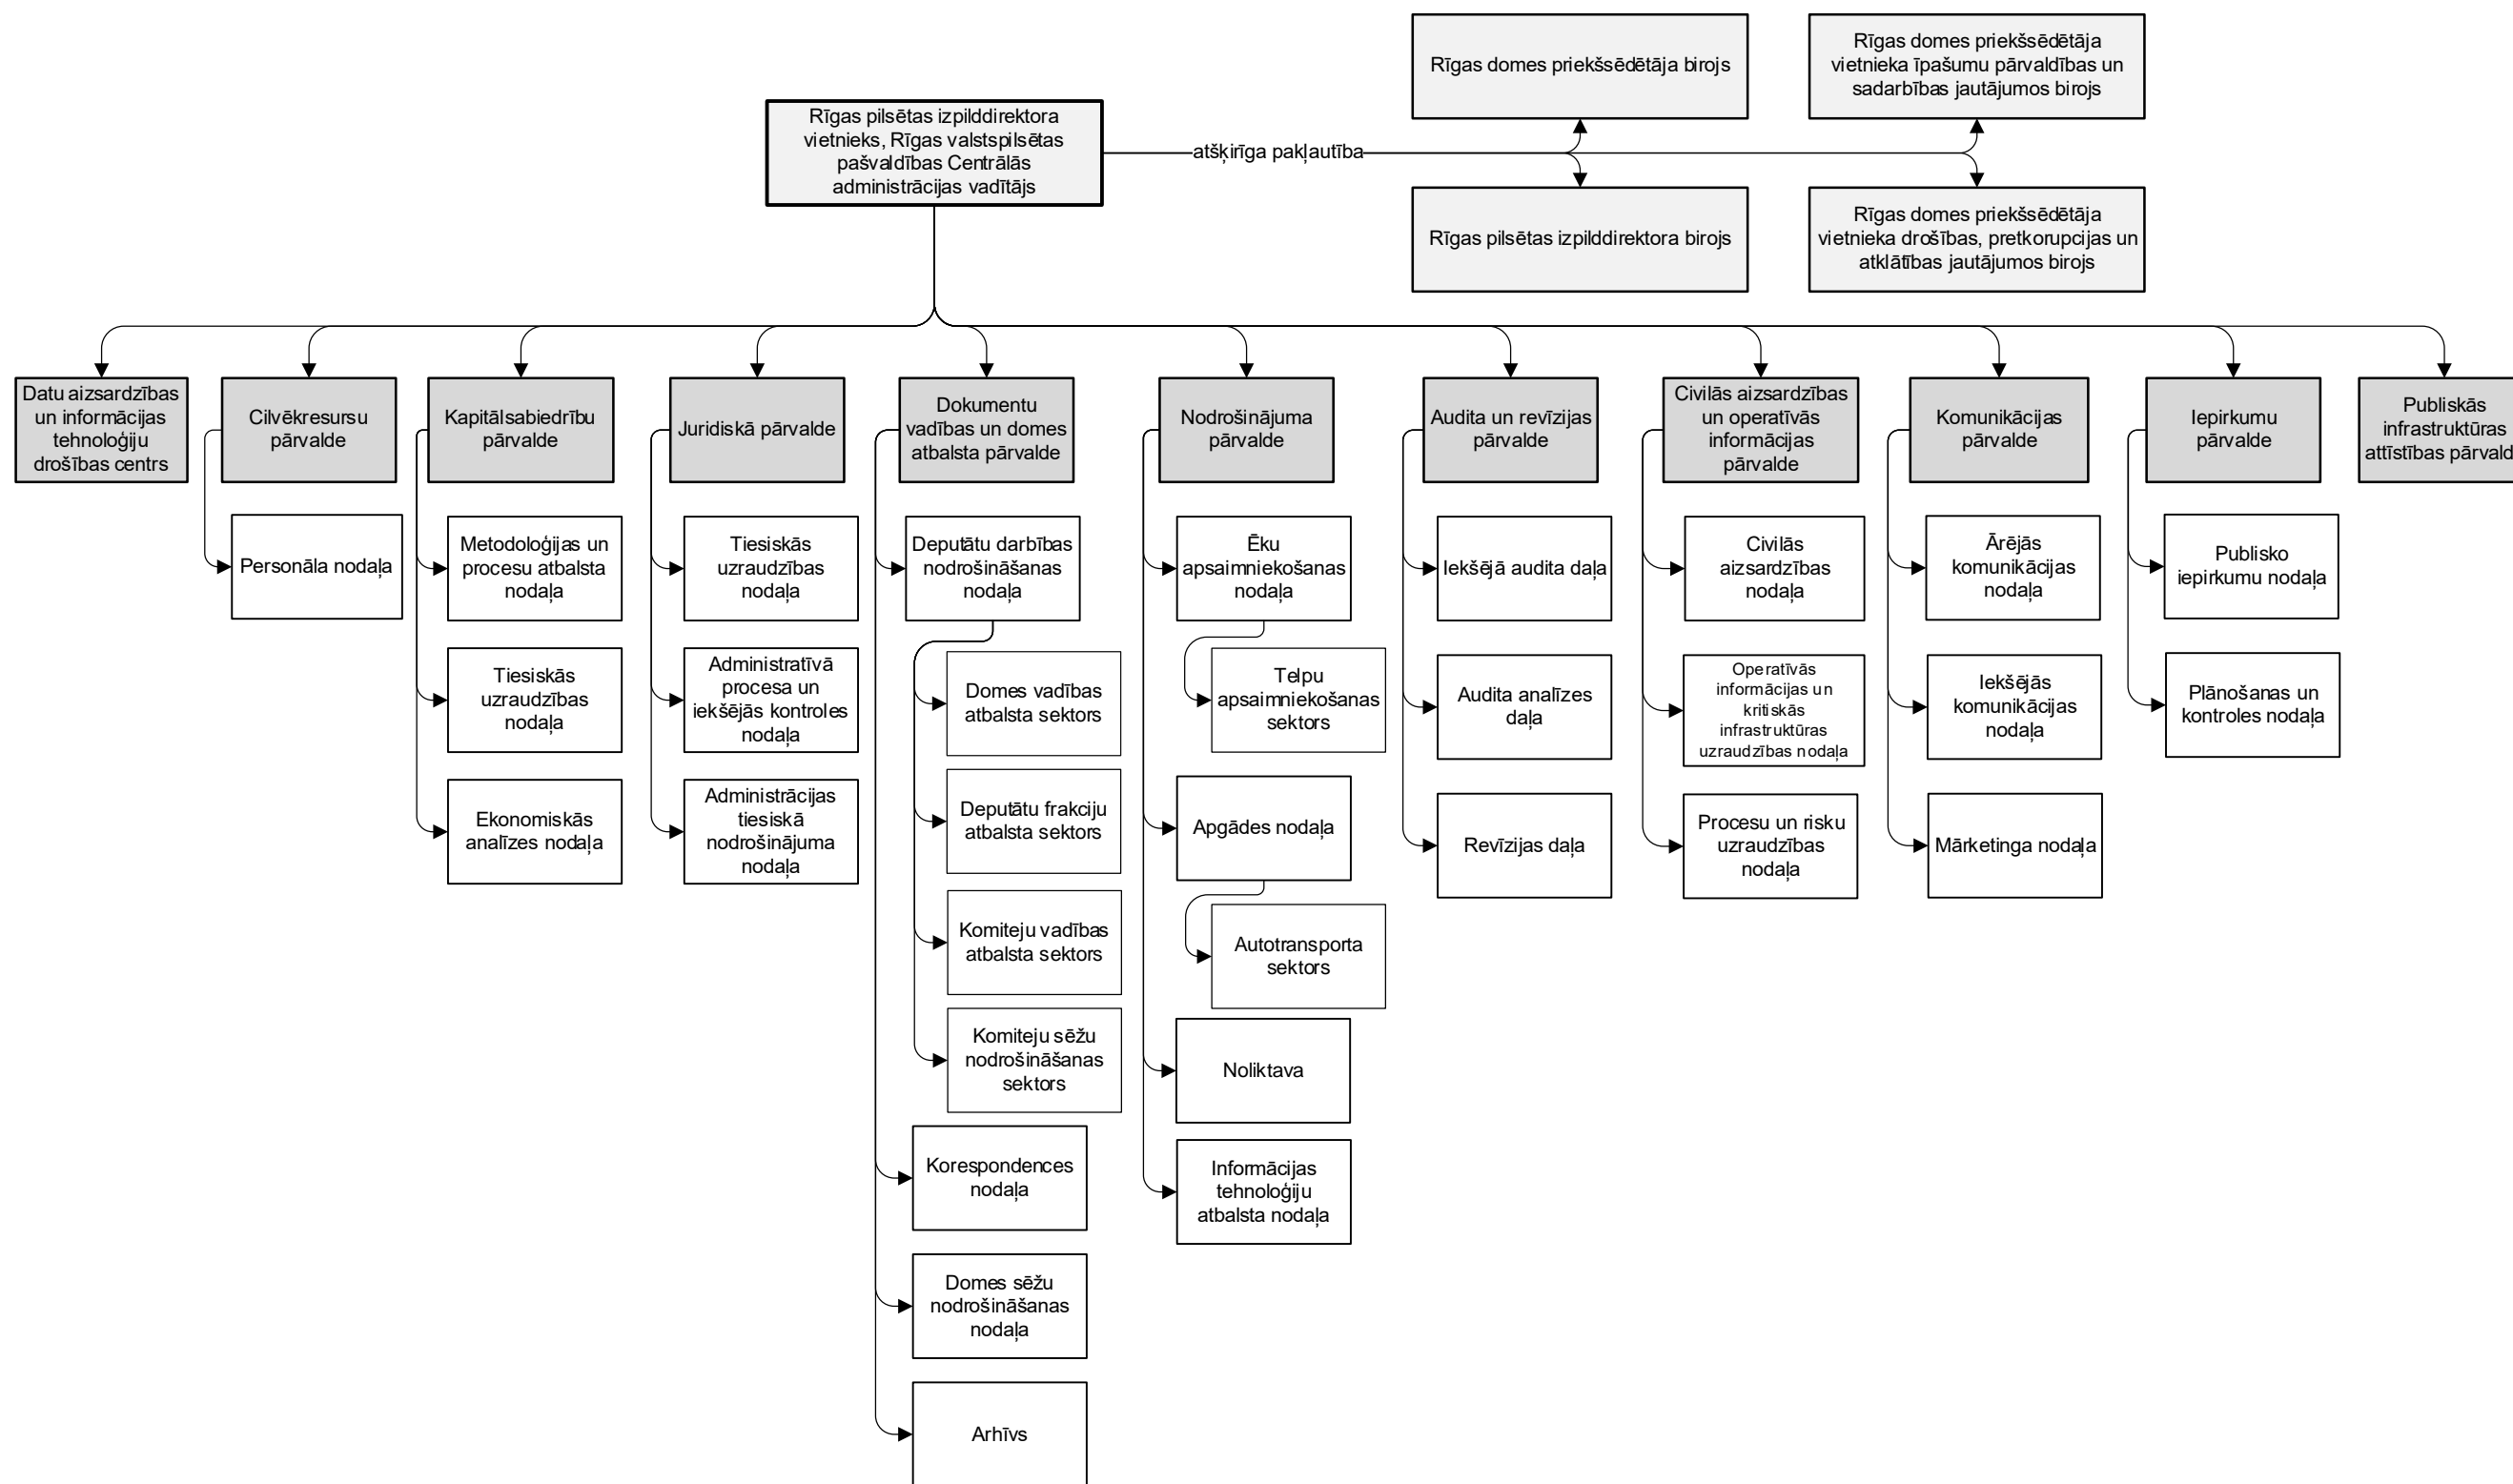 Rīgas domes priekšsēdētāja birojs
Rīgas domes priekšsēdētāja
vietnieka īpašumu pārvaldības un
sadarbības jautājumos birojs
Rīgas pilsētas izpilddirektora
vietnieks, Rīgas valstspilsētas
pašvaldības Centrālās
administrācijas vadītājs
atšķirīga pakļautība
Rīgas pilsētas izpilddirektora birojs
Rīgas domes priekšsēdētāja
vietnieka drošības, pretkorupcijas un
atklātības jautājumos birojs
Datu aizsardzības
un informācijas
tehnoloģiju
drošības centrs
Cilvēkresursu
pārvalde
Kapitālsabiedrību
pārvalde
Juridiskā pārvalde
Dokumentu
vadības un domes
atbalsta pārvalde
Nodrošinājuma
pārvalde
Audita un revīzijas
pārvalde
Civilās aizsardzības
un operatīvās
informācijas
pārvalde
Komunikācijas
pārvalde
Iepirkumu
pārvalde
Publiskās
infrastruktūras
attīstības pārvald
Personāla nodaļa
Metodoloģijas un
procesu atbalsta
nodaļa
Tiesiskās
uzraudzības
nodaļa
Ekonomiskās
analīzes nodaļa
Tiesiskās
uzraudzības
nodaļa
Administratīvā
procesa un
iekšējās kontroles
nodaļa
Administrācijas
tiesiskā
nodrošinājuma
nodaļa
Deputātu darbības
nodrošināšanas
nodaļa
Domes vadības
atbalsta sektors
Deputātu frakciju
atbalsta sektors
Komiteju vadības
atbalsta sektors
Komiteju sēžu
nodrošināšanas
sektors
Korespondences
nodaļa
Domes sēžu
nodrošināšanas
nodaļa
Arhīvs
Ēku
apsaimniekošanas
nodaļa
Telpu
apsaimniekošanas
sektors
Apgādes nodaļa
Autotransporta
sektors
Noliktava
Informācijas
tehnoloģiju
atbalsta nodaļa
Iekšējā audita daļa
Audita analīzes
daļa
Revīzijas daļa
Civilās
aizsardzības
nodaļa
Operatīvās
informācijas un
kritiskās
infrastruktūras
uzraudzības nodaļa
Procesu un risku
uzraudzības
nodaļa
Ārējās
komunikācijas
nodaļa
Iekšējās
komunikācijas
nodaļa
Mārketinga nodaļa
Publisko
iepirkumu nodaļa
Plānošanas un
kontroles nodaļa